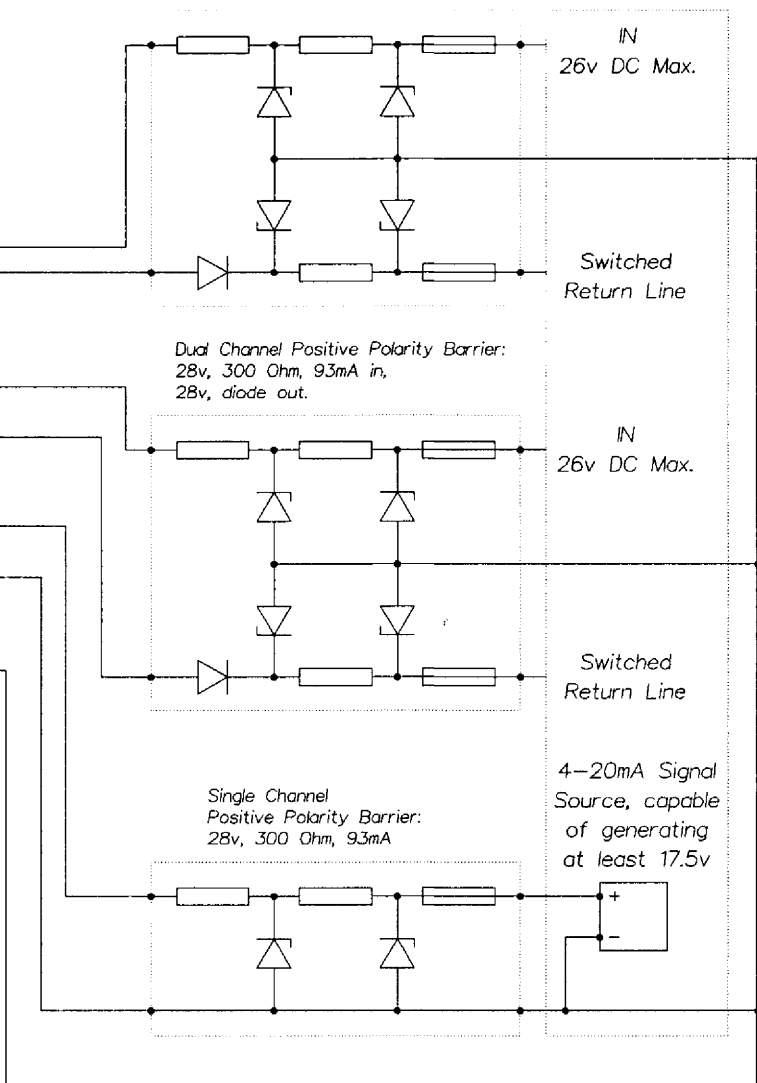 IN
26v DC Max.
Switched
Return Line
Dual Channel Positive Polarity Barrier:
28v, 300 Ohm, 93mA in,
28v, diode out.
IN
26v DC Max.
Switched
Return Line
4-20mA Signal
Source, capable
of generating
at least 17.5v
Single Channel
Positive Polarity Barrier:
28v, 300 Ohm, 93mA
+
-